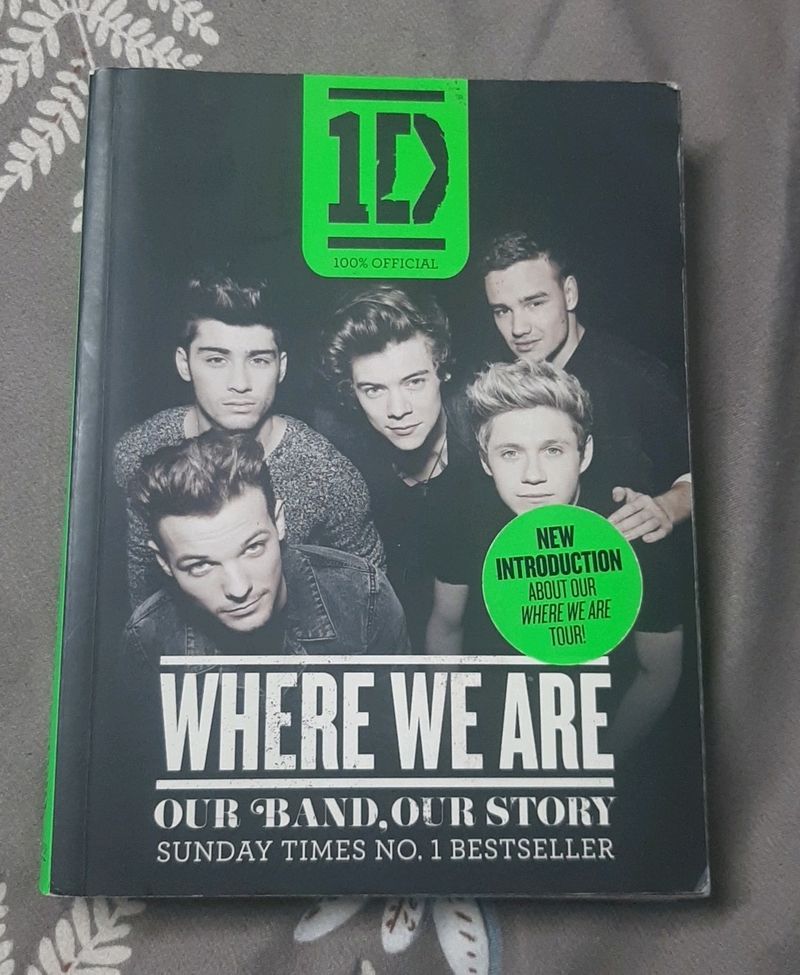 1D
100% OFFICIAL
NEW
INTRODUCTION
ABOUT OUR
WHERE WE ARE
TOUR!
WHERE WE ARE
OUR BAND, OUR STORY
SUNDAY TIMES NO. 1 BESTSELLER